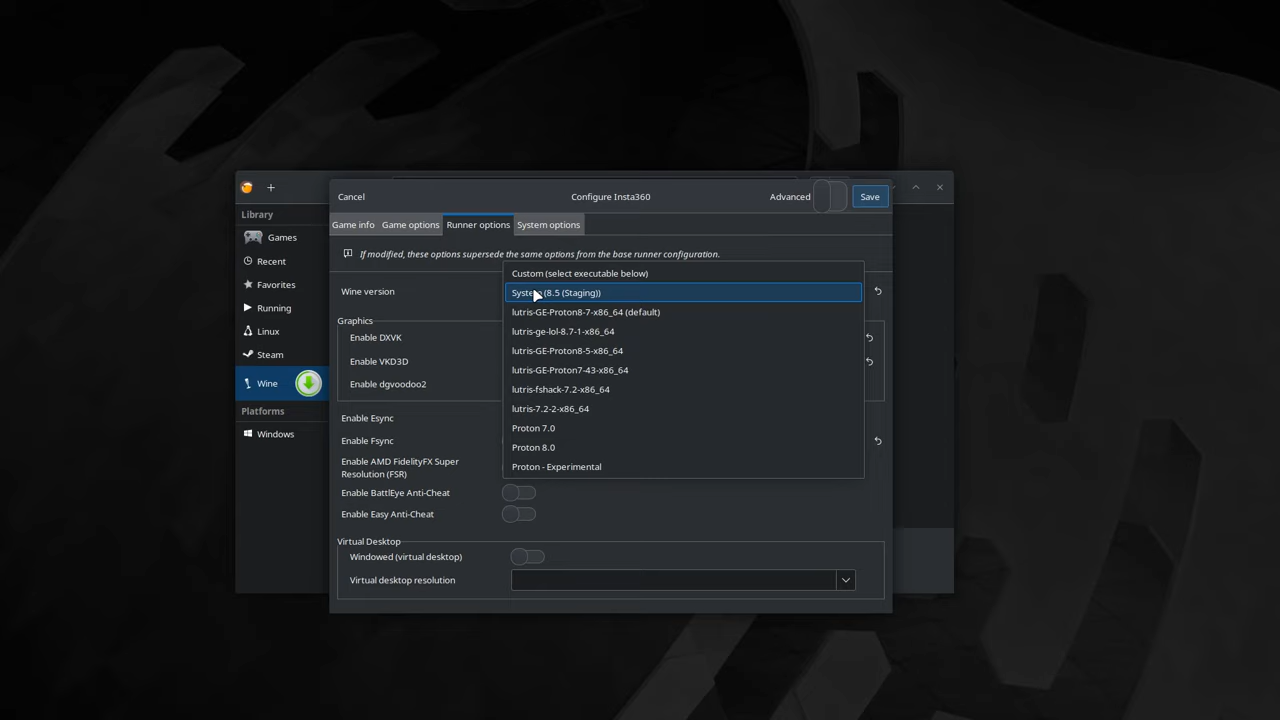 Cancel
Configure Insta360
Advanced
Save
Library
Games
Recent
Favorites
Running
Linux
Steam
Wine
Platforms
Windows
Game info
Game options
Runner options
System options
If modified, these options supersede the same options from the base runner configuration.
Wine version
Custom (select executable below)
System (8.5 (Staging))
lutris-GE-Proton8-7-x86_64 (default)
lutris-ge-lol-8.7-1-x86_64
lutris-GE-Proton8-5-x86_64
lutris-GE-Proton7-43-x86_64
lutris-fshack-7.2-x86_64
lutris-7.2-2-x86_64
Proton 7.0
Proton 8.0
Proton - Experimental
Graphics
Enable DXVK
Enable VKD3D
Enable dgvoodoo2
Enable Esync
Enable Fsync
Enable AMD FidelityFX Super
Resolution (FSR)
Enable BattlEye Anti-Cheat
Enable Easy Anti-Cheat
Virtual Desktop
Windowed (virtual desktop)
Virtual desktop resolution